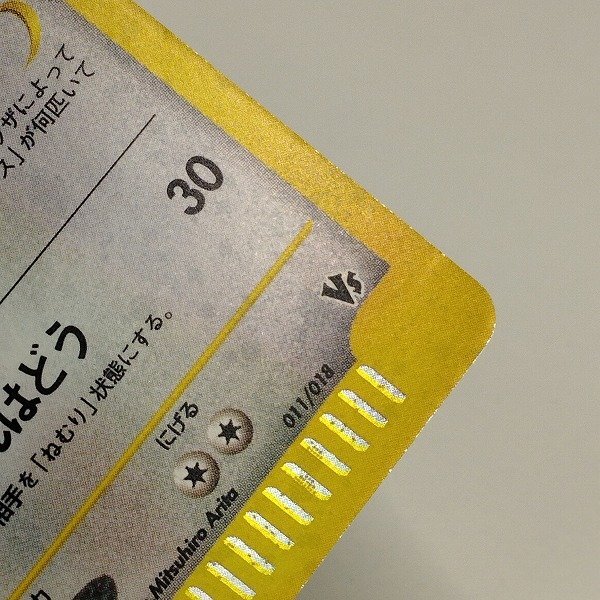 ザによって
ス」が何匹いて
30
はどう
相手を「ねむり」状態にする。
VS
にげる
011/018
Mitsuhiro Arita